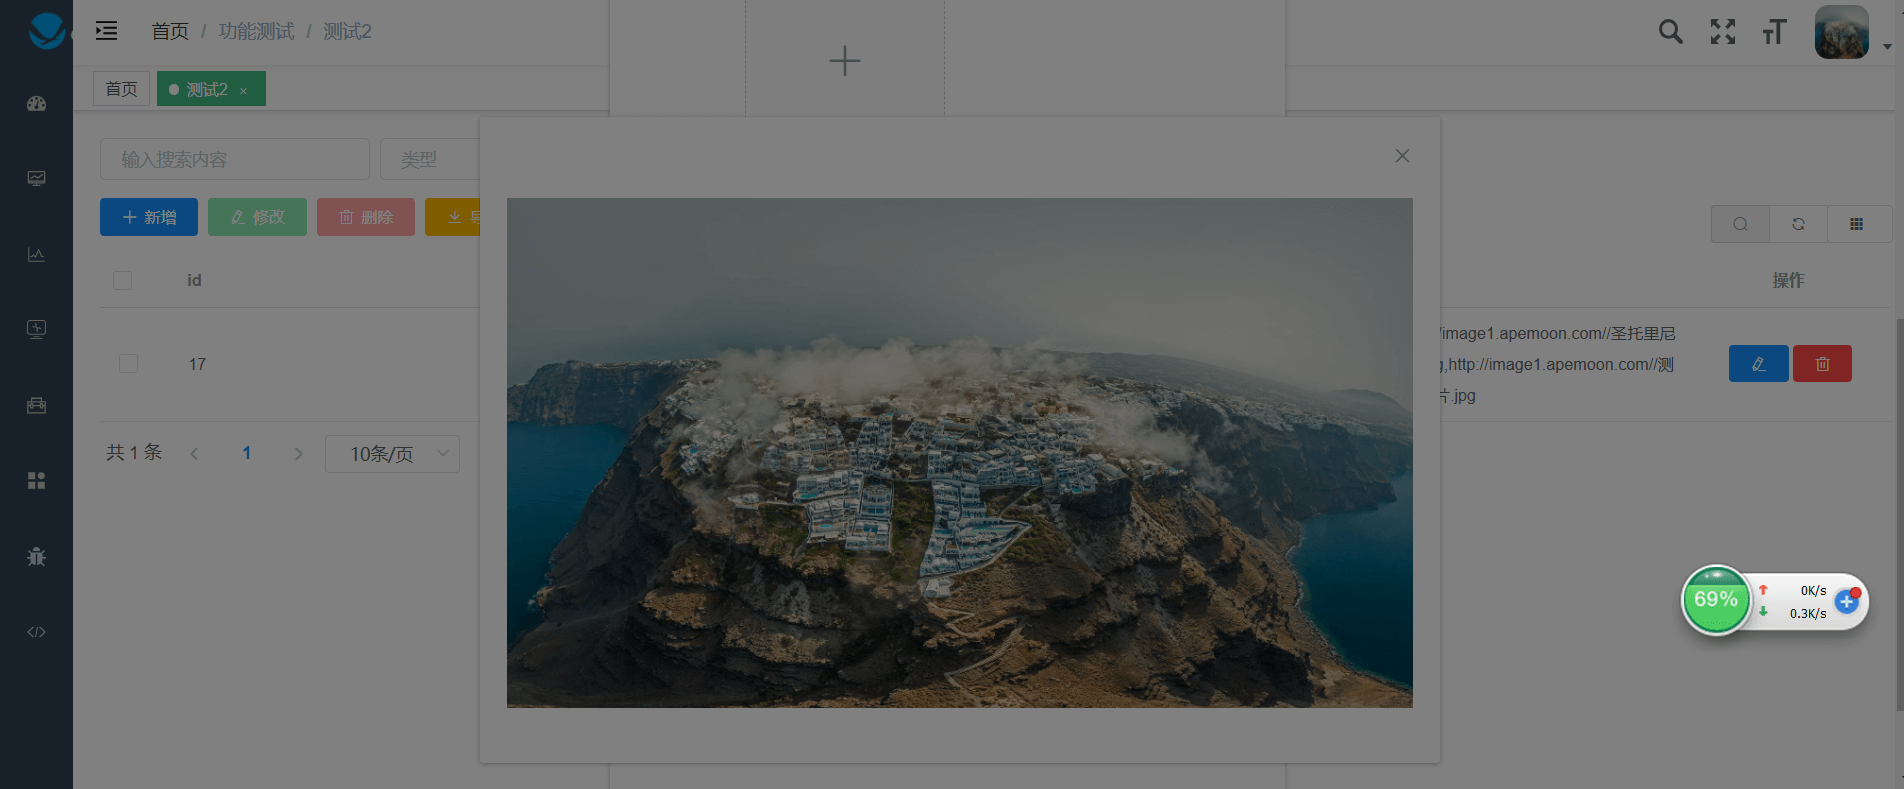 首页 / 功能测试 / 测试2
首页
测试2 ×
输入搜索内容
类型
新增
修改
删除
id
操作
17
/image1.apemoon.com//圣托里尼
g,http://image1.apemoon.com//测
片.jpg
共 1 条
1
10条/页
69%
0K/s
0.3K/s